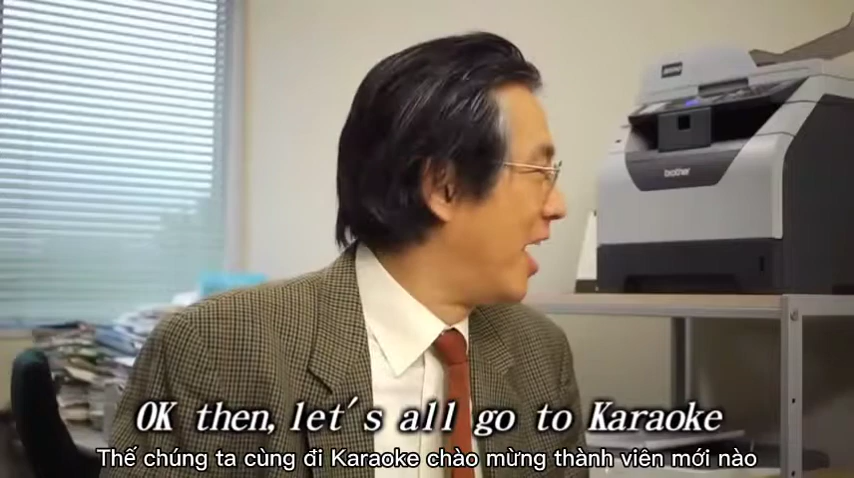 brother
OK then, let's all go to Karaoke
Thế chúng ta cùng đi Karaoke chào mừng thành viên mới nào